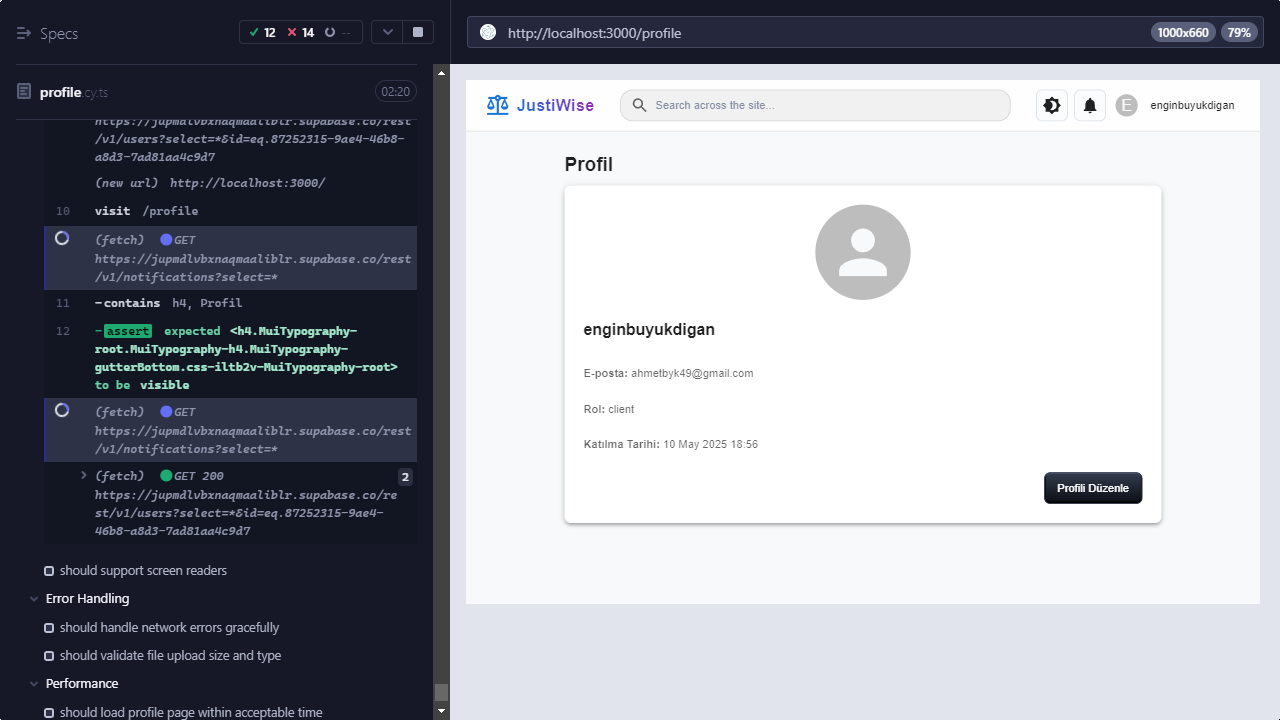 Specs
12 14 --
profile.cy.ts
02:20
https://jupmdlvbxnaqmaaliblr.supabase.co/rest
/v1/users?select=*&id=eq.87252315-9ae4-46b8-
a8d3-7ad81aa4c9d7
(new url) http://localhost:3000/
10 visit /profile
(fetch) GET
https://jupmdlvbxnaqmaaliblr.supabase.co/rest
/v1/notifications?select=*
11 -contains h4, Profil
12 -assert expected <h4.MuiTypography-
root.MuiTypography-h4.MuiTypography-
gutterBottom.css-iltb2v-MuiTypography-root>
to be visible
(fetch) GET
https://jupmdlvbxnaqmaaliblr.supabase.co/rest
/v1/notifications?select=*
(fetch) GET 200 2
https://jupmdlvbxnaqmaaliblr.supabase.co/re
st/v1/users?select=*&id=eq.87252315-9ae4-
46b8-a8d3-7ad81aa4c9d7
should support screen readers
Error Handling
should handle network errors gracefully
should validate file upload size and type
Performance
should load profile page within acceptable time
http://localhost:3000/profile
1000x660 79%
JustiWise
Search across the site...
E enginbuyukdigan
Profil
enginbuyukdigan
E-posta: ahmetbyk49@gmail.com
Rol: client
Katılma Tarihi: 10 May 2025 18:56
Profili Düzenle